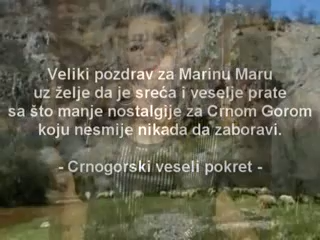 Veliki pozdrav za Marinu Maru
uz želje da je sreća i veselje prate
sa što manje nostalgije za Crnom Gorom
koju nesmije nikada da zaboravi.
- Crnogorski veseli pokret -